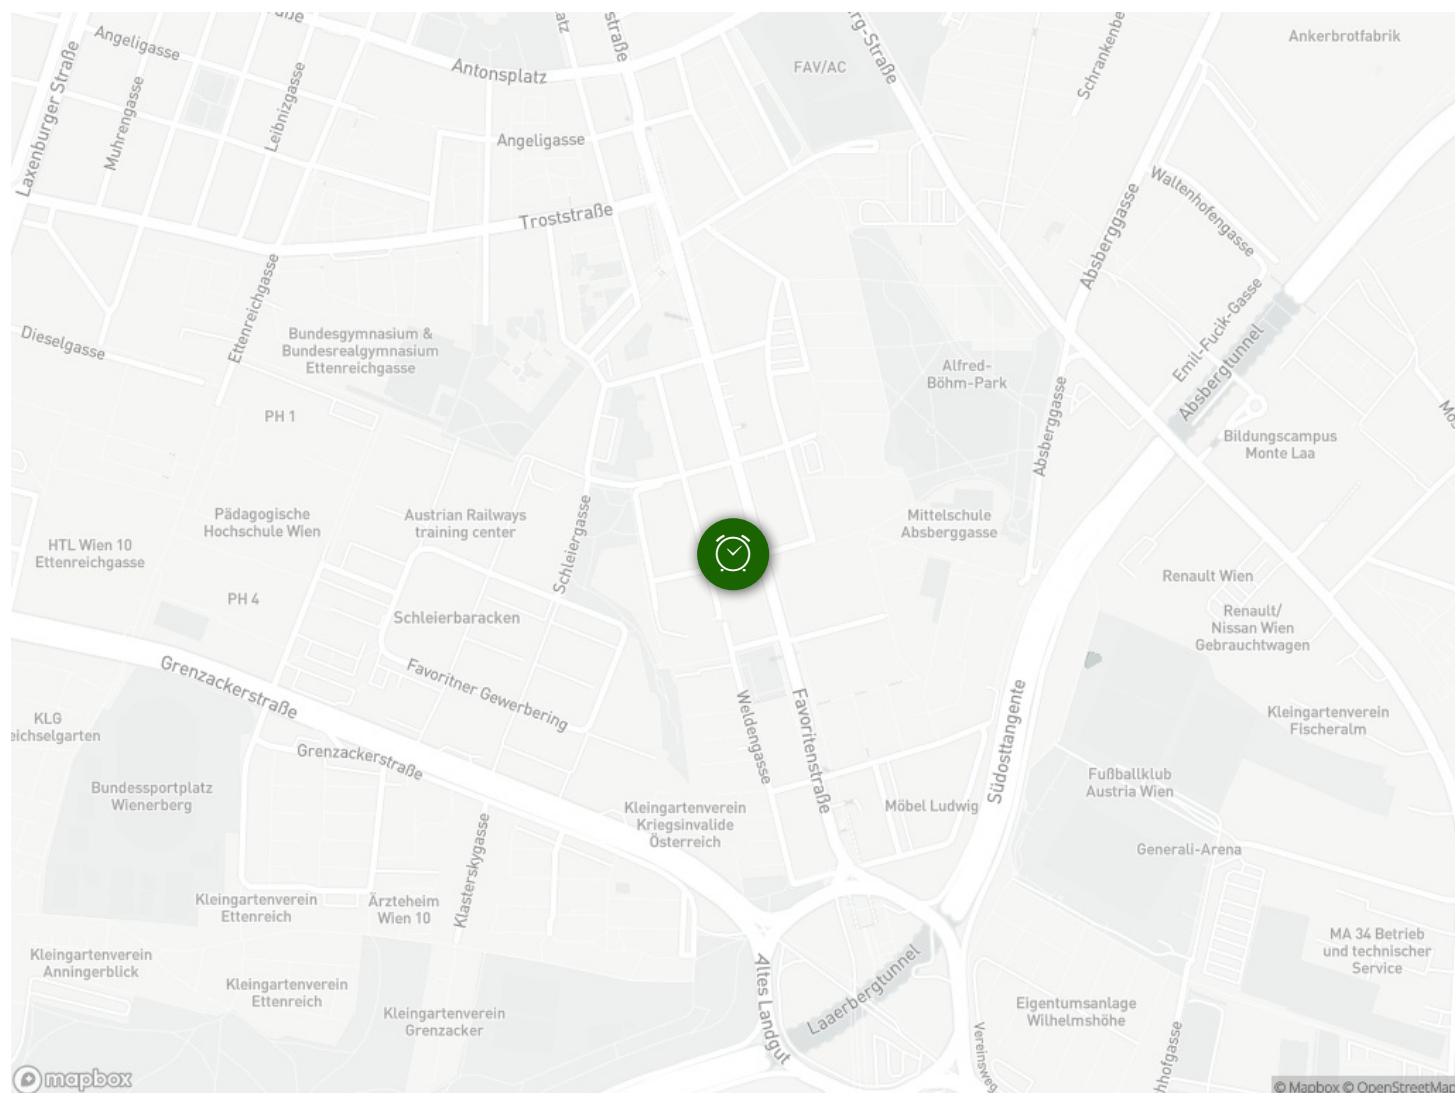 Ankerbrotfabrik
Laxenburger Straße
Angeligasse
Muhrengasse
Leibnizgasse
Antonsplatz
FAV/AC
Schrankenbe
Angeligasse
Troststraße
Waltenhofengasse
Absberggasse
Ettenreichgasse
Dieselgasse
Bundesgymnasium &
Bundesrealgymnasium
Ettenreichgasse
Emil-Fucik-Gasse
Absbergtunnel
Alfred-
Böhm-Park
PH 1
Absberggasse
Bildungscampus
Monte Laa
Pädagogische
Hochschule Wien
Austrian Railways
training center
Mittelschule
Absberggasse
HTL Wien 10
Ettenreichgasse
Schleiergasse
Renault Wien
PH 4
Schleierbaracken
Renault/
Nissan Wien
Gebrauchtwagen
Grenzackerstraße
Favoritner Gewerbering
Weldengasse
Favoritenstraße
Südosttangente
KLG
eichselgarten
Kleingartenverein
Fischeralm
Grenzackerstraße
Bundessportplatz
Wienerberg
Fußballklub
Austria Wien
Möbel Ludwig
Kleingartenverein
Kriegsinvalide
Österreich
Generali-Arena
Klasterskygasse
Kleingartenverein
Ettenreich
Ärzteheim
Wien 10
Kleingartenverein
Anningerblick
MA 34 Betrieb
und technischer
Service
Kleingartenverein
Ettenreich
Altes Landgut
Laaerbergtunnel
Kleingartenverein
Grenzacker
Eigentumsanlage
Wilhelmshöhe
Vereinsweg
hhofgasse
mapbox
© Mapbox © OpenStreetMap